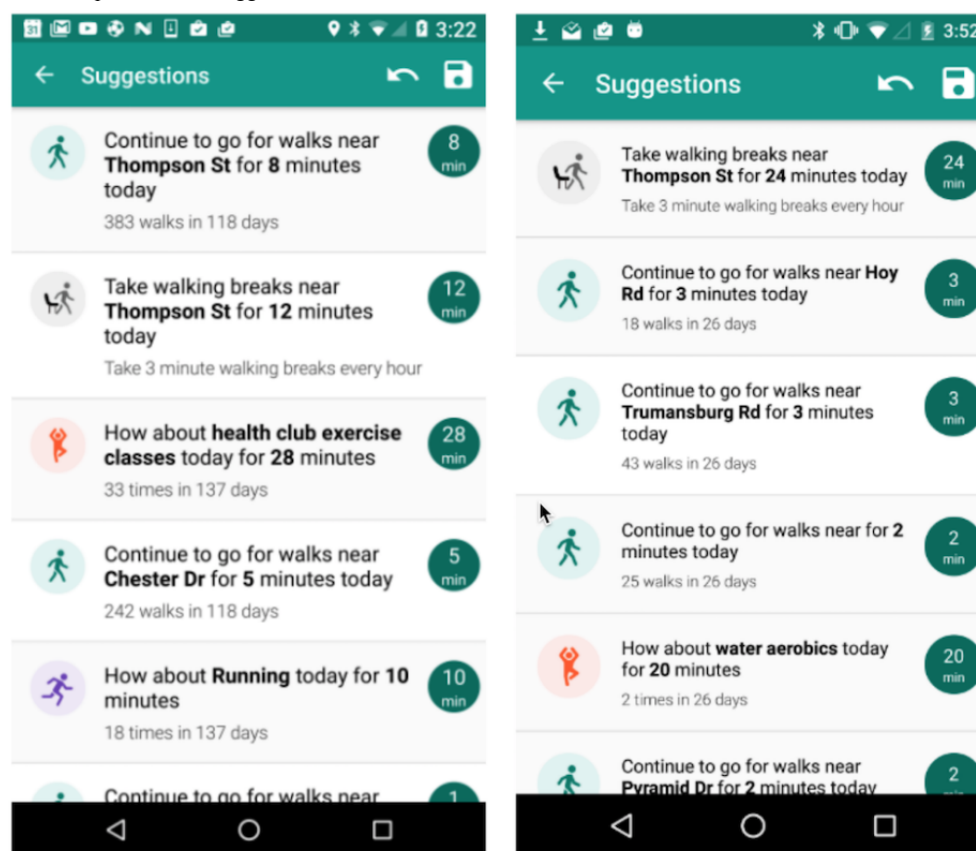 31
N
3:22
Suggestions
Continue to go for walks near
Thompson St for 8 minutes
today
383 walks in 118 days
8
min
Take walking breaks near
Thompson St for 12 minutes
today
Take 3 minute walking breaks every hour
12
min
How about health club exercise
classes today for 28 minutes
33 times in 137 days
28
min
Continue to go for walks near
Chester Dr for 5 minutes today
242 walks in 118 days
5
min
How about Running today for 10
minutes
18 times in 137 days
10
min
Continue to go for walks near
1
3:52
Suggestions
Take walking breaks near
Thompson St for 24 minutes today
Take 3 minute walking breaks every hour
24
min
Continue to go for walks near Hoy
Rd for 3 minutes today
18 walks in 26 days
3
min
Continue to go for walks near
Trumansburg Rd for 3 minutes
today
43 walks in 26 days
3
min
Continue to go for walks near for 2
minutes today
25 walks in 26 days
2
min
How about water aerobics today
for 20 minutes
2 times in 26 days
20
min
Continue to go for walks near
Pyramid Dr for 2 minutes today
2
min